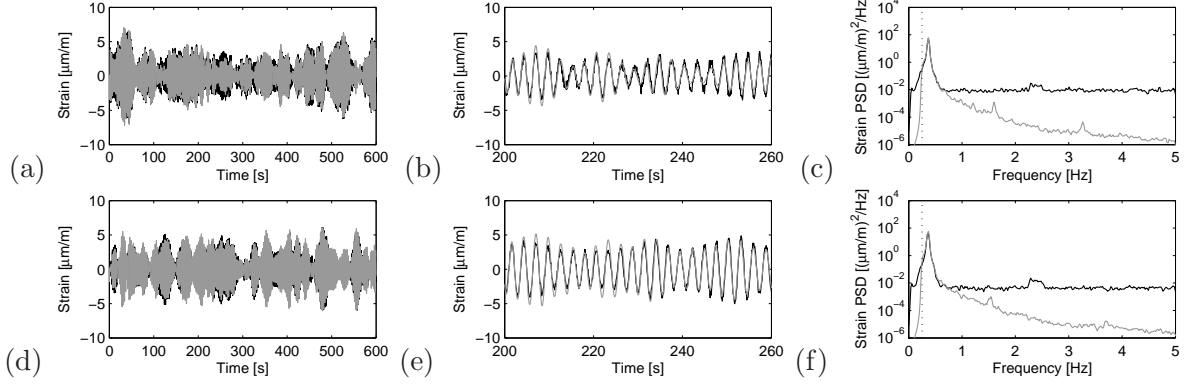 10
5
0
−5
−10
Strain [µm/m]
0 100 200 300 400 500 600
Time [s]
(a)
10
5
0
−5
−10
Strain [µm/m]
200 220 240 260
Time [s]
(b)
10^4
10^2
10^0
10^−2
10^−4
10^−6
Strain PSD [(µm/m)^2/Hz]
0 1 2 3 4 5
Frequency [Hz]
(c)
10
5
0
−5
−10
Strain [µm/m]
0 100 200 300 400 500 600
Time [s]
(d)
10
5
0
−5
−10
Strain [µm/m]
200 220 240 260
Time [s]
(e)
10^4
10^2
10^0
10^−2
10^−4
10^−6
Strain PSD [(µm/m)^2/Hz]
0 1 2 3 4 5
Frequency [Hz]
(f)